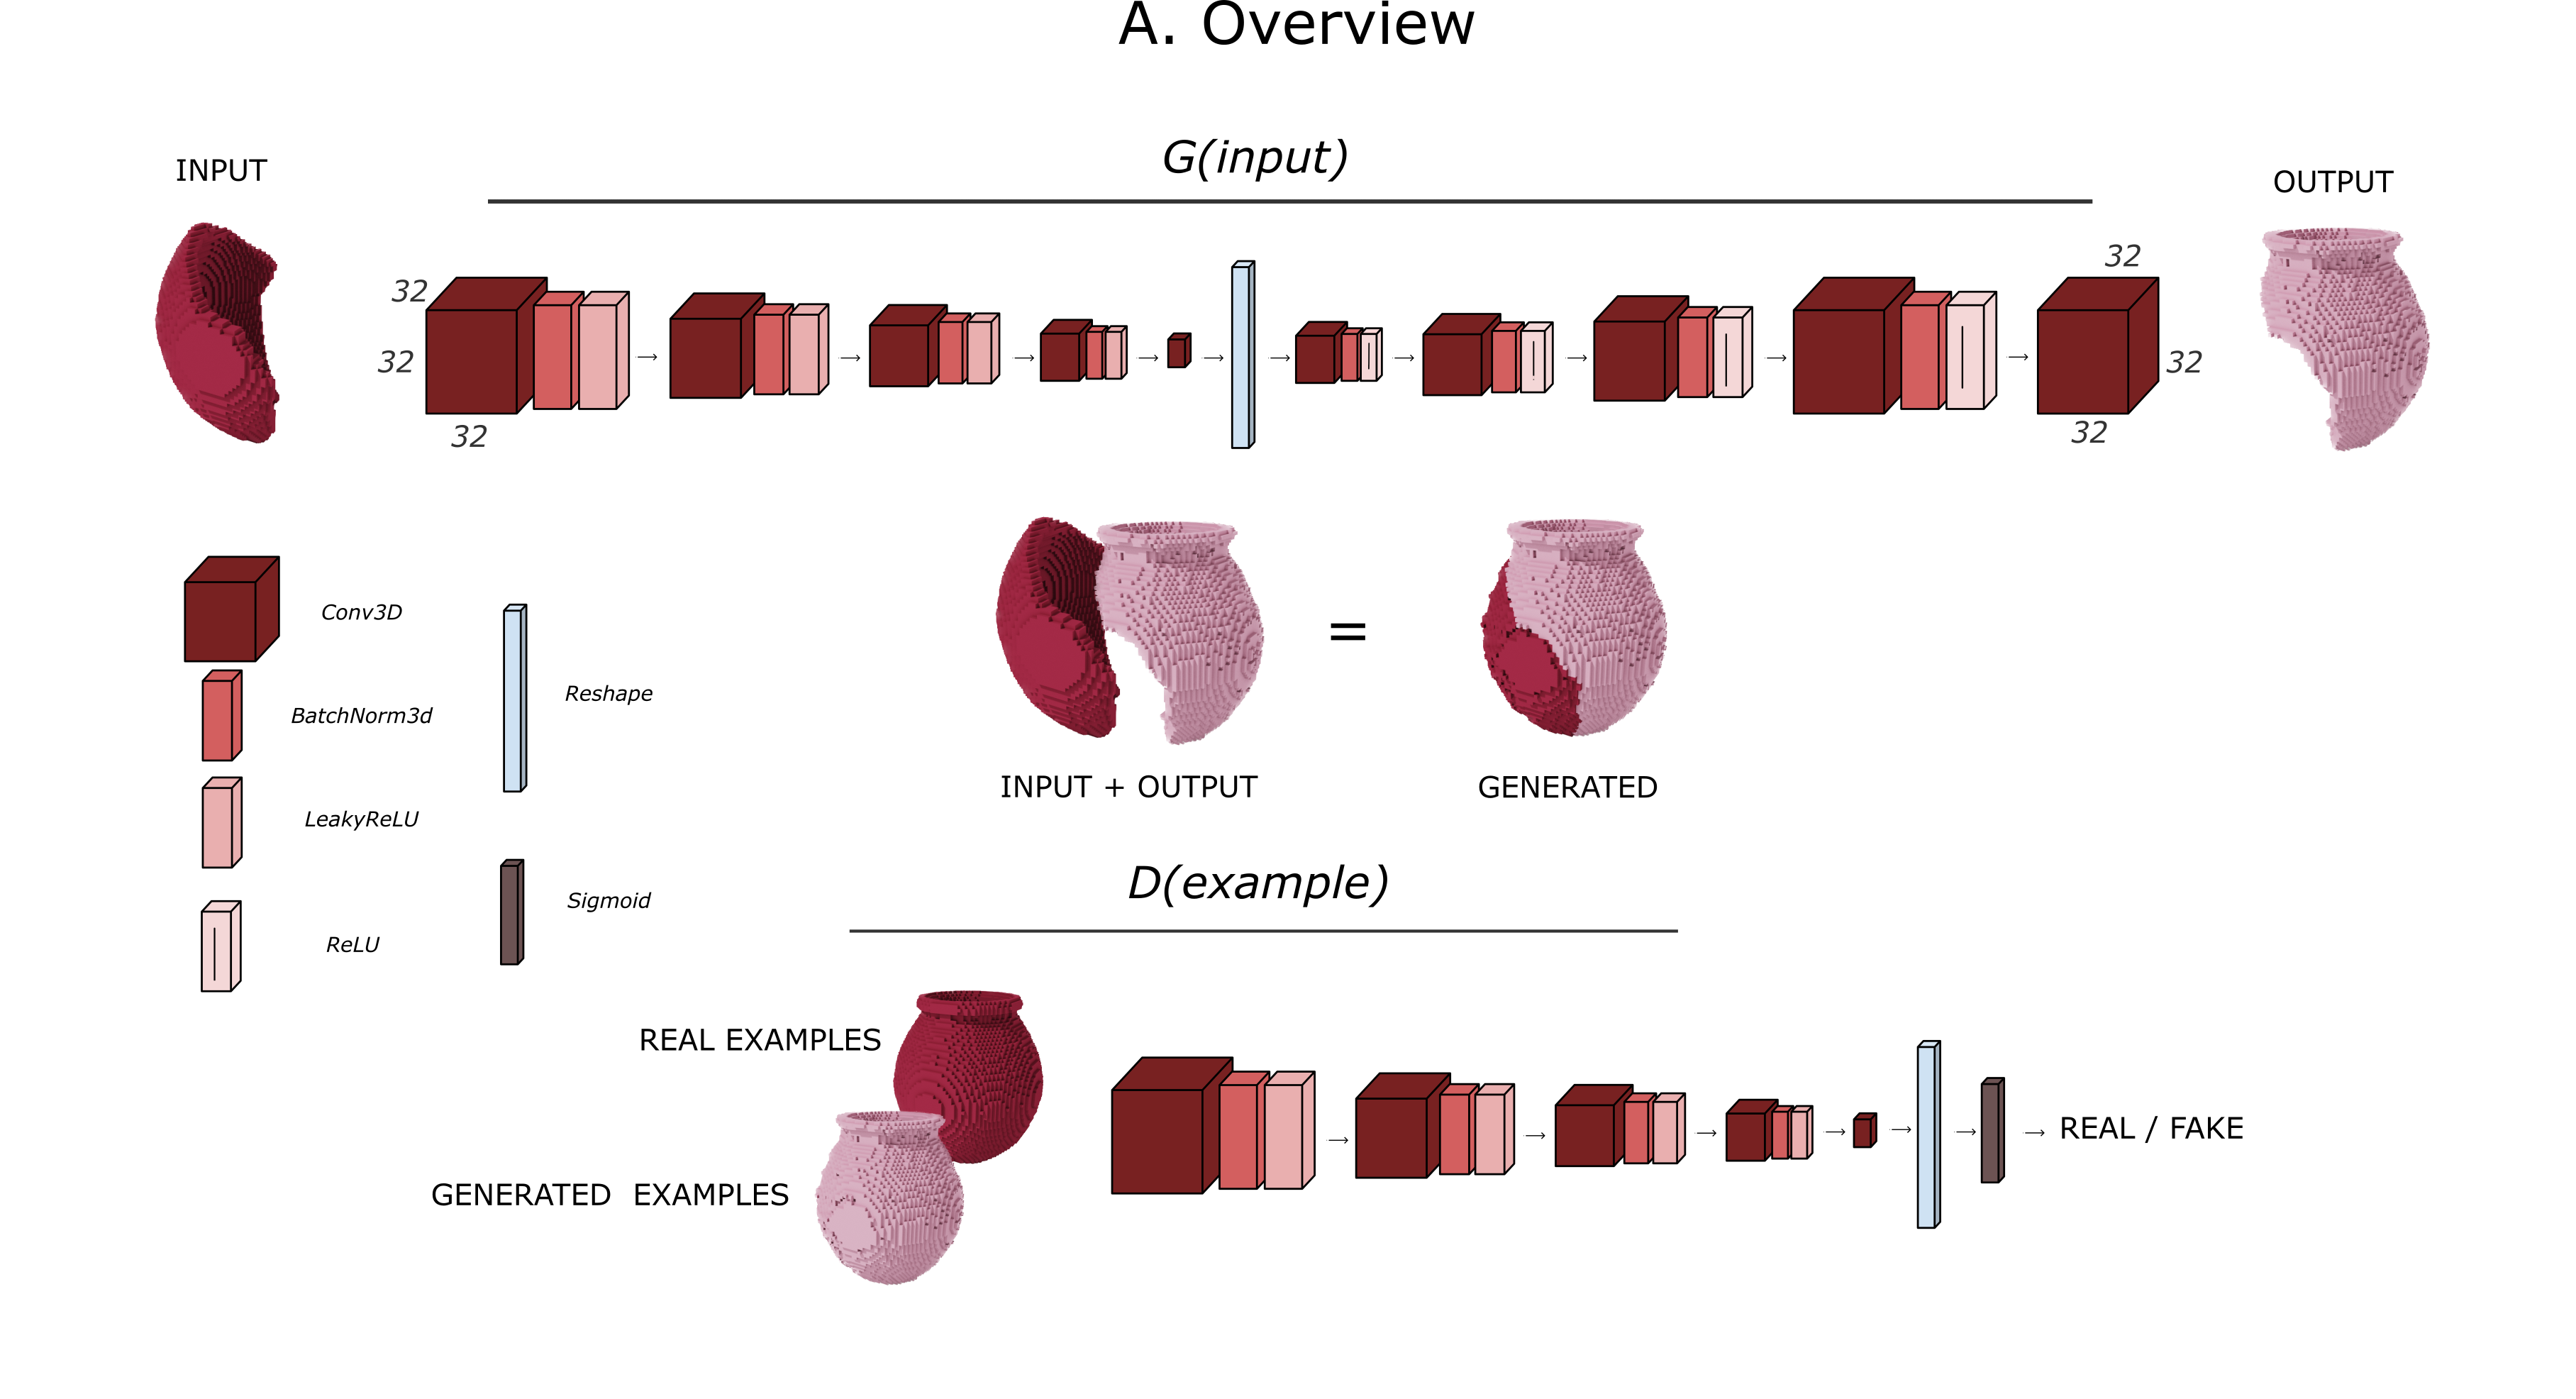 A. Overview
G(input)
INPUT
OUTPUT
32
32
32
32
32
32
Conv3D
BatchNorm3d
LeakyReLU
ReLU
Reshape
Sigmoid
=
INPUT + OUTPUT
GENERATED
D(example)
REAL EXAMPLES
GENERATED EXAMPLES
REAL / FAKE